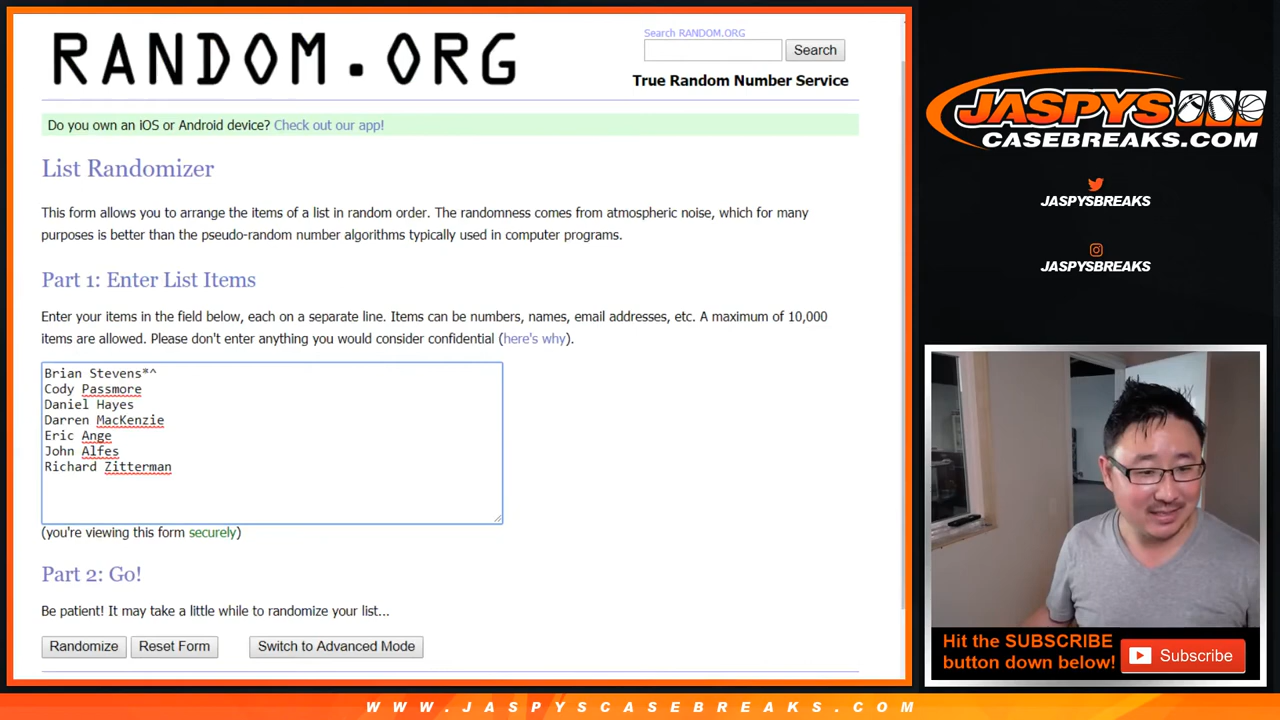 RANDOM.ORG
Search RANDOM.ORG
Search
True Random Number Service
Do you own an iOS or Android device? Check out our app!
List Randomizer
This form allows you to arrange the items of a list in random order. The randomness comes from atmospheric noise, which for many
purposes is better than the pseudo-random number algorithms typically used in computer programs.
Part 1: Enter List Items
Enter your items in the field below, each on a separate line. Items can be numbers, names, email addresses, etc. A maximum of 10,000
items are allowed. Please don't enter anything you would consider confidential (here's why).
Brian Stevens*^
Cody Passmore
Daniel Hayes
Darren MacKenzie
Eric Ange
John Alfes
Richard Zitterman
(you're viewing this form securely)
Part 2: Go!
Be patient! It may take a little while to randomize your list...
Randomize
Reset Form
Switch to Advanced Mode
JASPYS
CASEBREAKS.COM
JASPYSBREAKS
JASPYSBREAKS
Hit the SUBSCRIBE
button down below!
Subscribe
WWW.JASPYSCASEBREAKS.COM